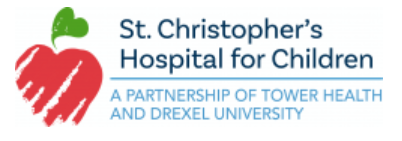 St. Christopher's
Hospital for Children
A PARTNERSHIP OF TOWER HEALTH
AND DREXEL UNIVERSITY